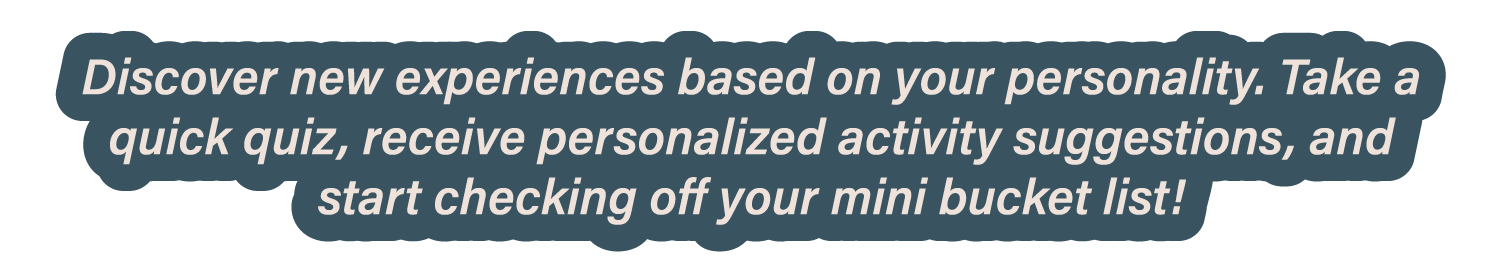 Discover new experiences based on your personality. Take a
quick quiz, receive personalized activity suggestions, and
start checking off your mini bucket list!